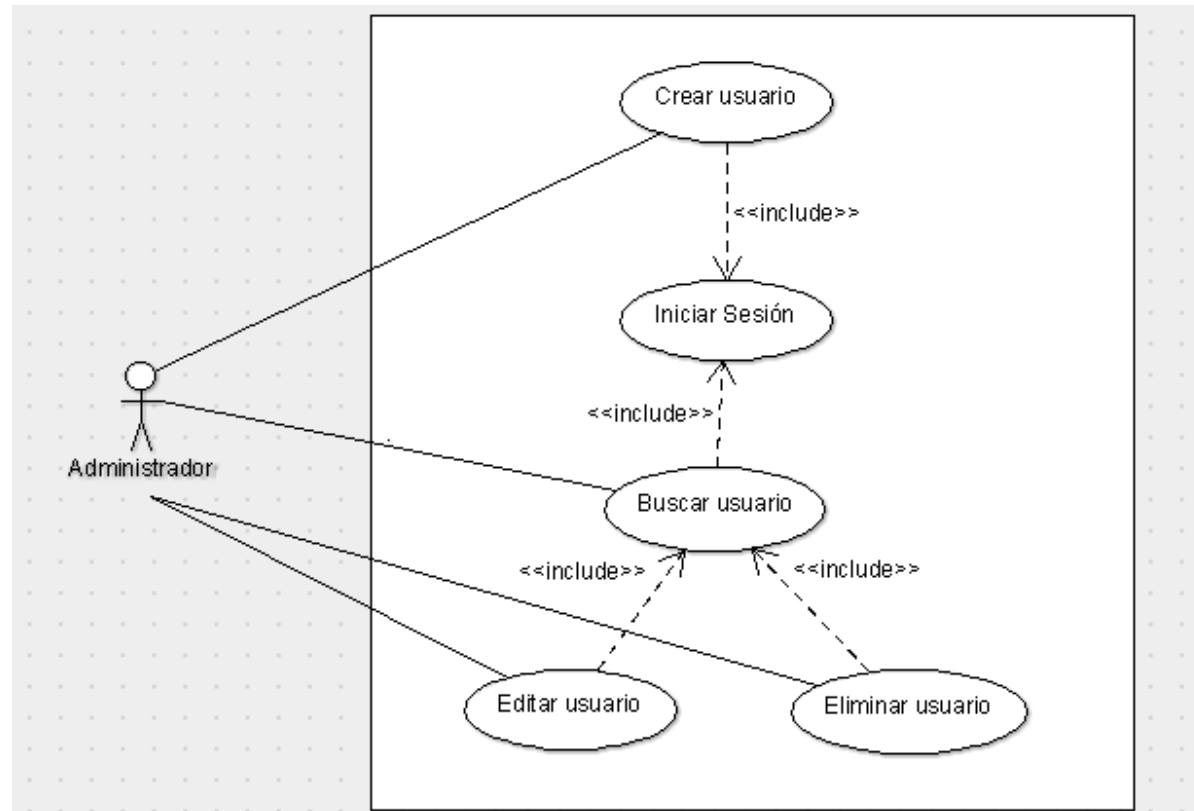 Crear usuario
<<include>>
Iniciar Sesión
<<include>>
Administrador
Buscar usuario
<<include>>
<<include>>
Editar usuario
Eliminar usuario